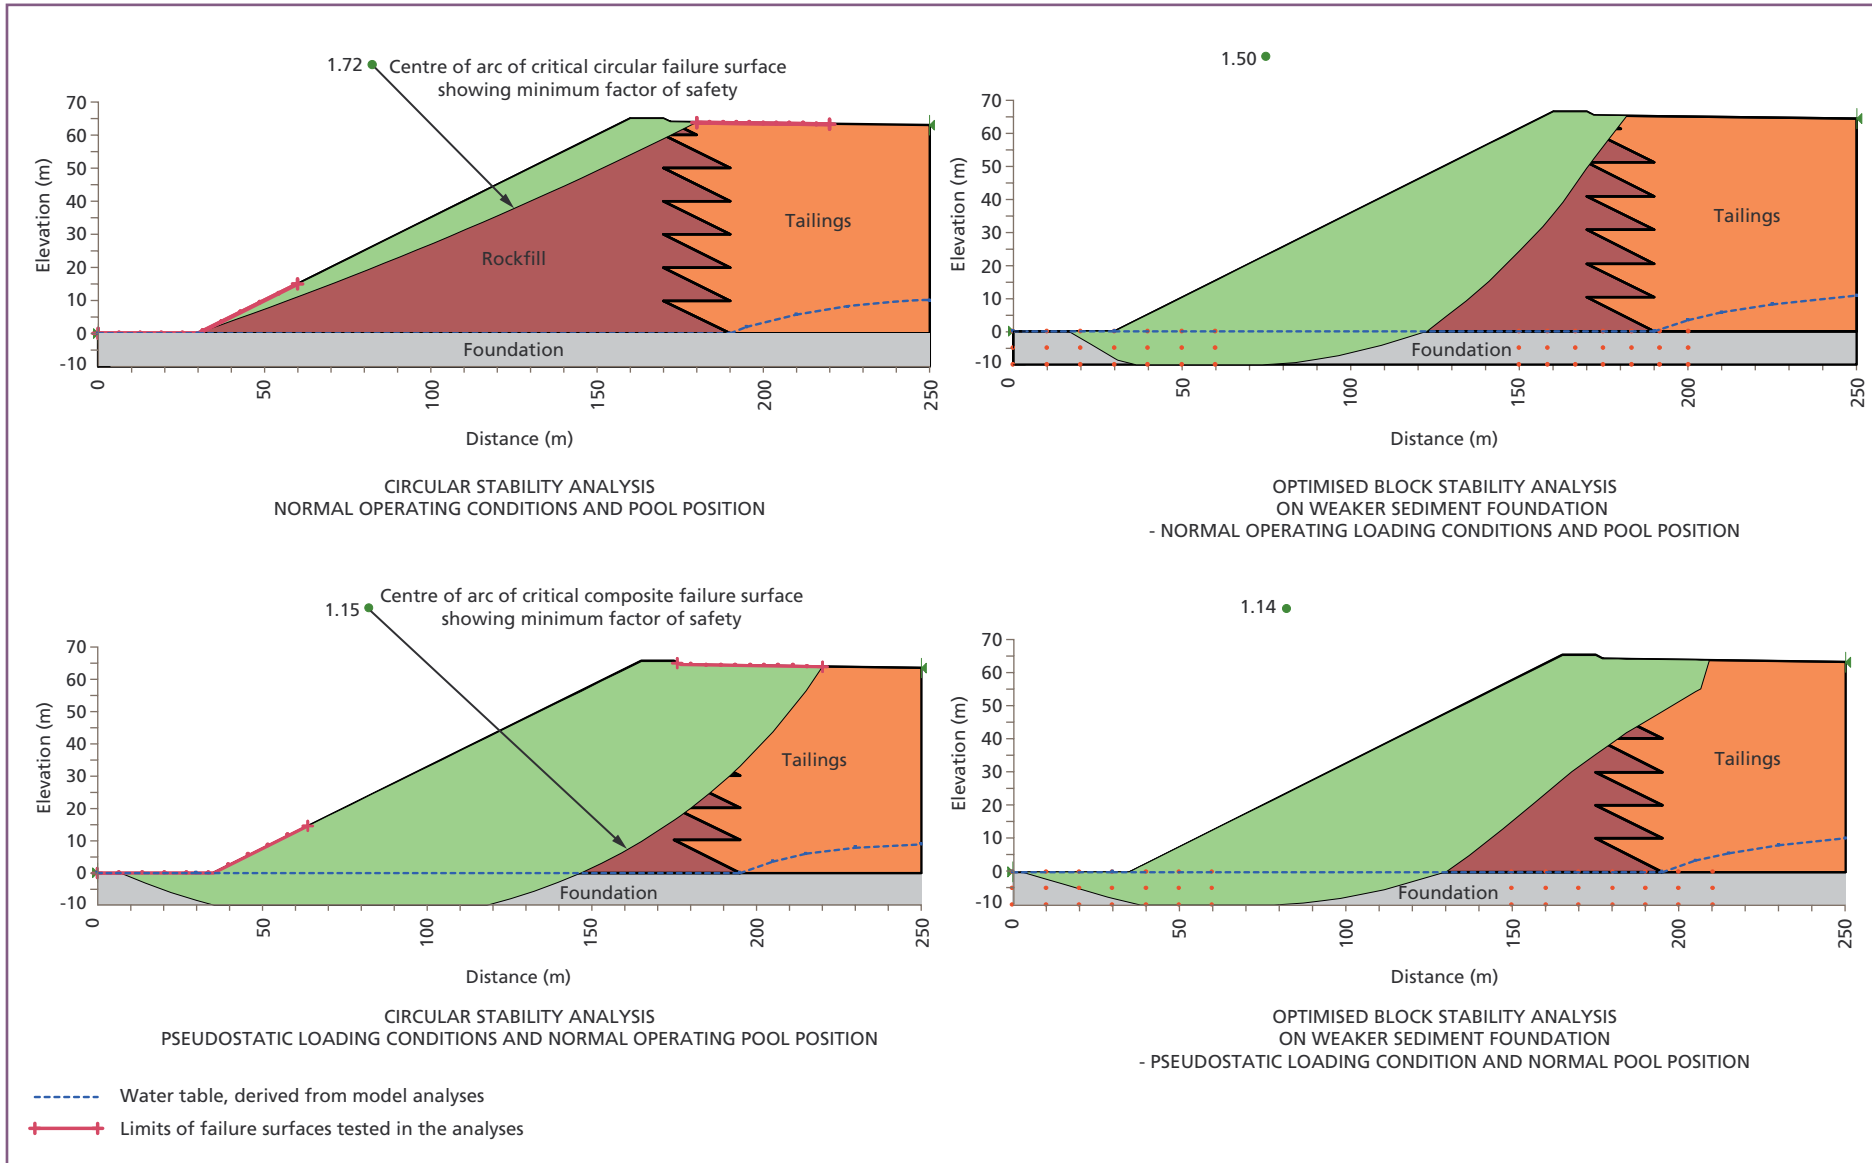 1.72
Centre of arc of critical circular failure surface
showing minimum factor of safety
70
60
50
40
30
20
10
0
-10
Elevation (m)
Rockfill
Tailings
Foundation
0
50
100
150
200
250
Distance (m)
CIRCULAR STABILITY ANALYSIS
NORMAL OPERATING CONDITIONS AND POOL POSITION
1.50
70
60
50
40
30
20
10
0
-10
Elevation (m)
Tailings
Foundation
0
50
100
150
200
250
Distance (m)
OPTIMISED BLOCK STABILITY ANALYSIS
ON WEAKER SEDIMENT FOUNDATION
- NORMAL OPERATING LOADING CONDITIONS AND POOL POSITION
1.15
Centre of arc of critical composite failure surface
showing minimum factor of safety
70
60
50
40
30
20
10
0
-10
Elevation (m)
Tailings
Foundation
0
50
100
150
200
250
Distance (m)
CIRCULAR STABILITY ANALYSIS
PSEUDOSTATIC LOADING CONDITIONS AND NORMAL OPERATING POOL POSITION
1.14
70
60
50
40
30
20
10
0
-10
Elevation (m)
Tailings
Foundation
0
50
100
150
200
250
Distance (m)
OPTIMISED BLOCK STABILITY ANALYSIS
ON WEAKER SEDIMENT FOUNDATION
- PSEUDOSTATIC LOADING CONDITION AND NORMAL POOL POSITION
Water table, derived from model analyses
Limits of failure surfaces tested in the analyses